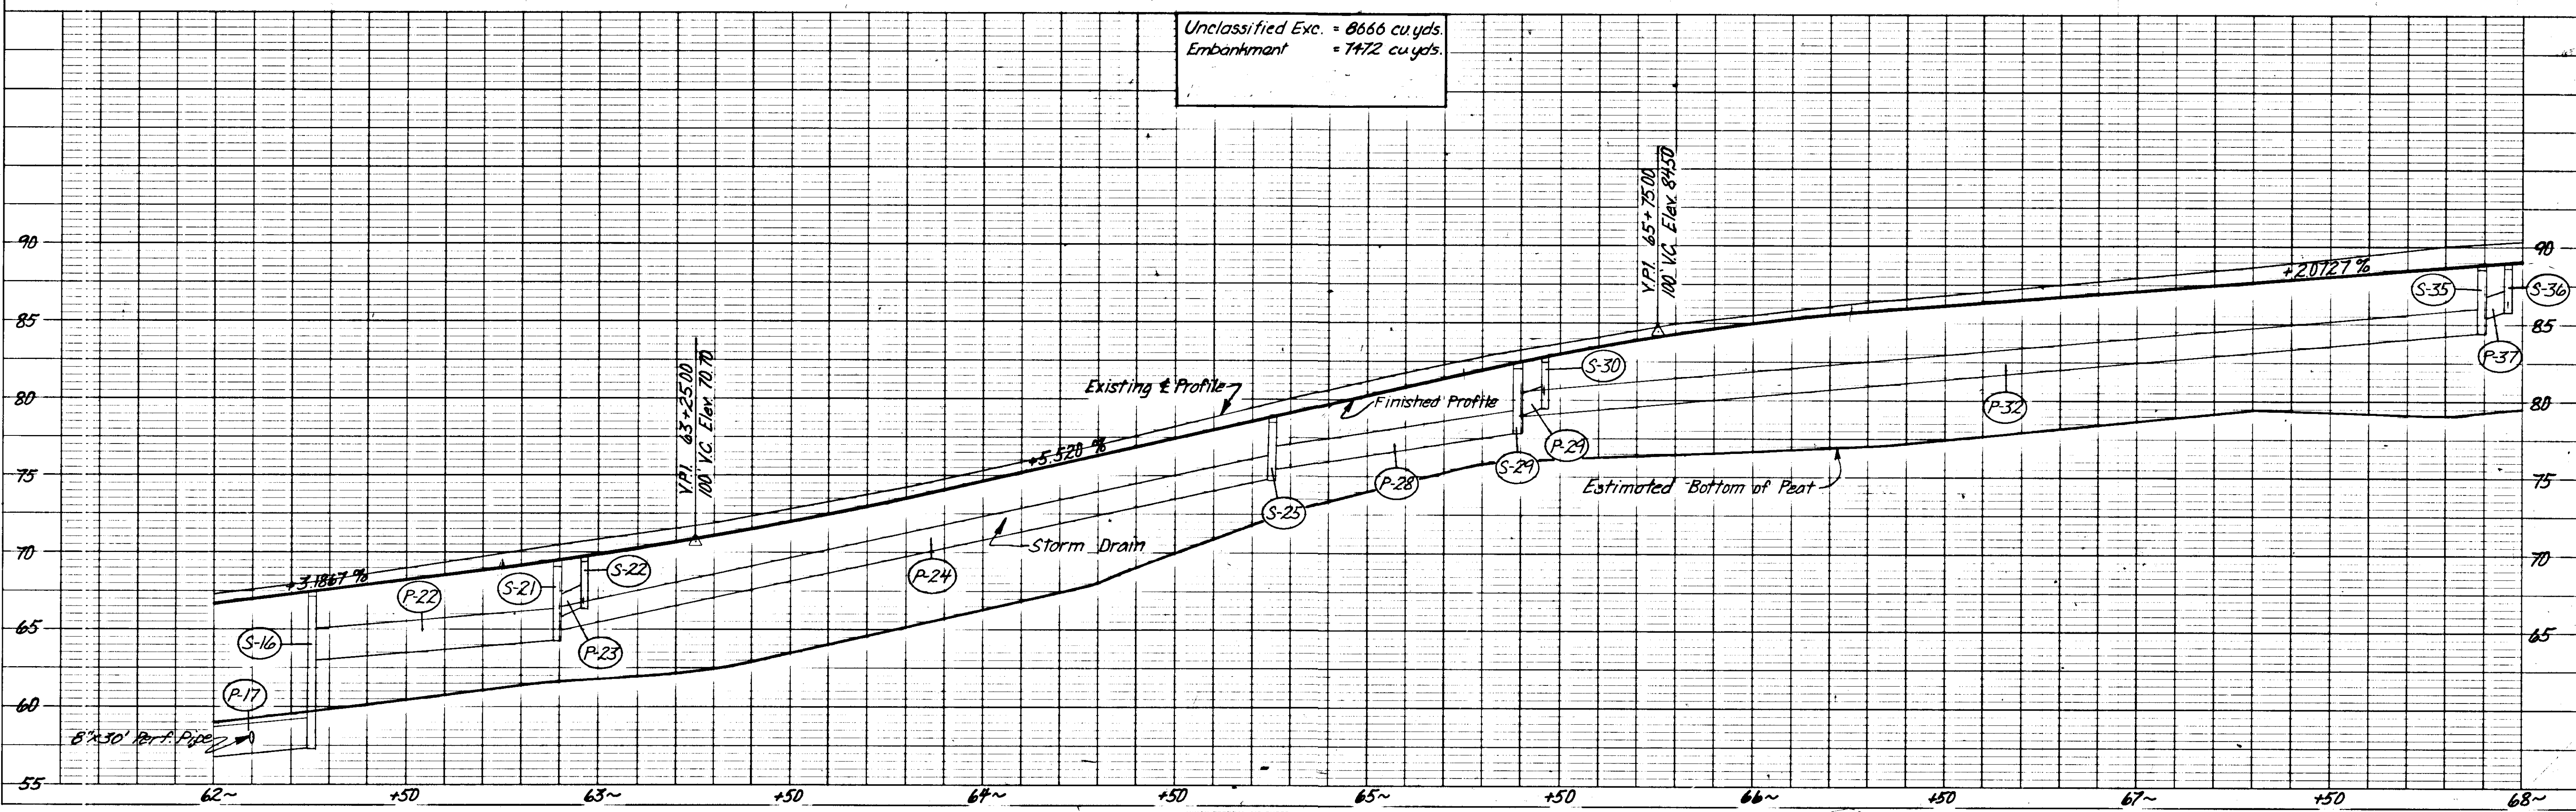 Unclassified Exc. = 8666 cu.yds.
Embankment = 7472 cu.yds.
V.P.I. 65+75.00
100' V.C. Elev. 84.50
V.P.I. 63+25.00
100' V.C. Elev. 70.70
90
85
80
75
70
65
60
55
90
85
80
75
70
65
+2.0727 %
S-35
S-36
P-37
Existing ℄ Profile
Finished Profile
S-30
P-32
+5.520 %
P-29
S-29
P-28
Estimated Bottom of Peat
S-25
Storm Drain
P-24
+3.1867 %
P-22
S-21
S-22
P-23
S-16
P-17
8"x30' Perf. Pipe
62~ +50 63~ +50 64~ +50 65~ +50 66~ +50 67~ +50 68~